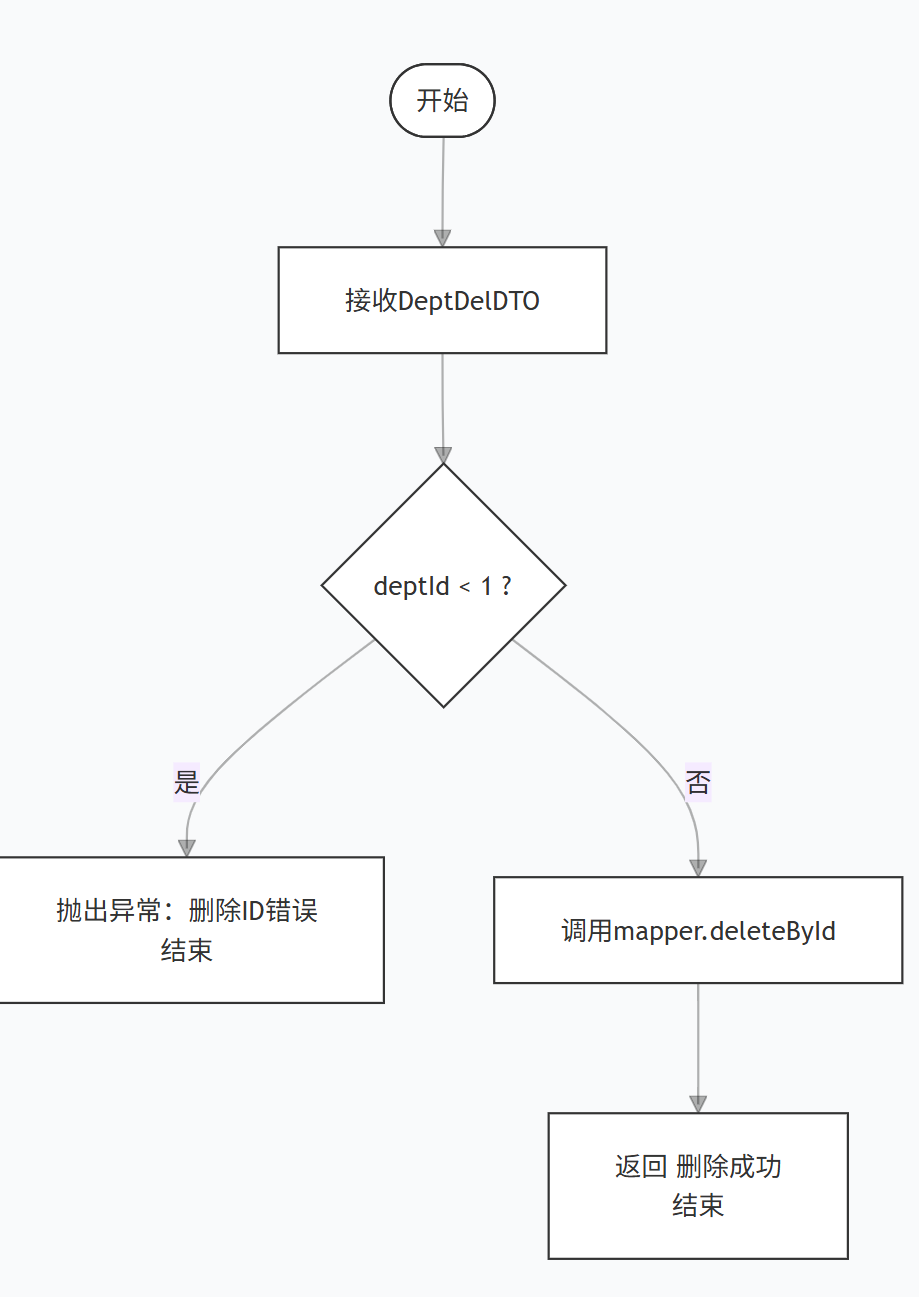 开始
接收DeptDelDTO
deptId < 1 ?
是
否
抛出异常：删除ID错误
结束
调用mapper.deleteById
返回 删除成功
结束